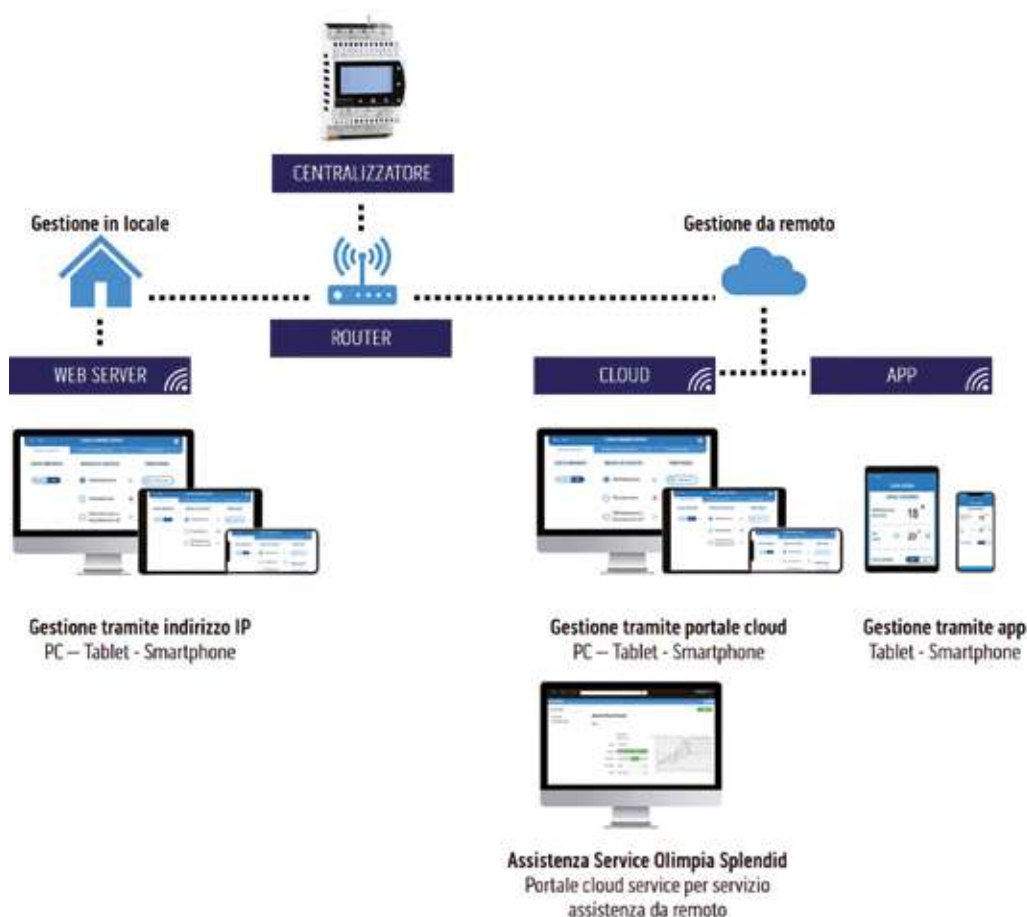 CENTRALIZZATORE
Gestione in locale
Gestione da remoto
ROUTER
WEB SERVER
CLOUD
APP
18°
Gestione tramite indirizzo IP
PC – Tablet - Smartphone
Gestione tramite portale cloud
PC – Tablet - Smartphone
Gestione tramite app
Tablet - Smartphone
Assistenza Service Olimpia Splendid
Portale cloud service per servizio
assistenza da remoto